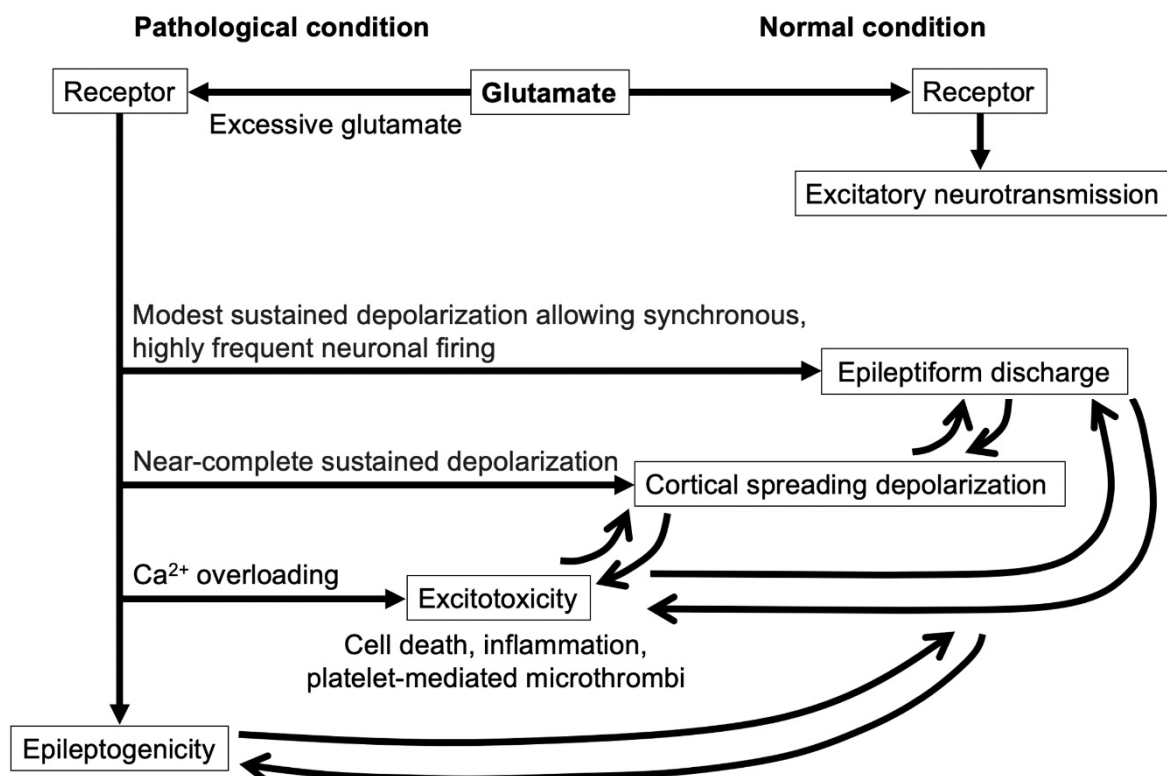 Pathological condition
Normal condition
Receptor
Glutamate
Receptor
Excessive glutamate
Excitatory neurotransmission
Modest sustained depolarization allowing synchronous,
highly frequent neuronal firing
Epileptiform discharge
Near-complete sustained depolarization
Cortical spreading depolarization
Ca²⁺ overloading
Excitotoxicity
Cell death, inflammation,
platelet-mediated microthrombi
Epileptogenicity